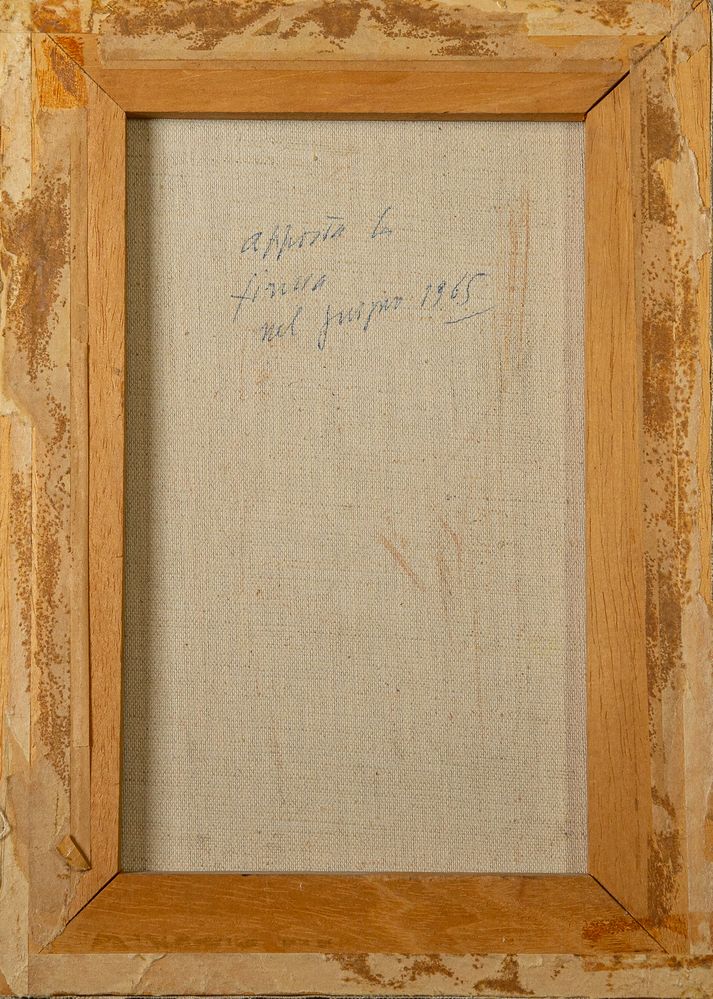 apposta la
firma
nel giugno 1965